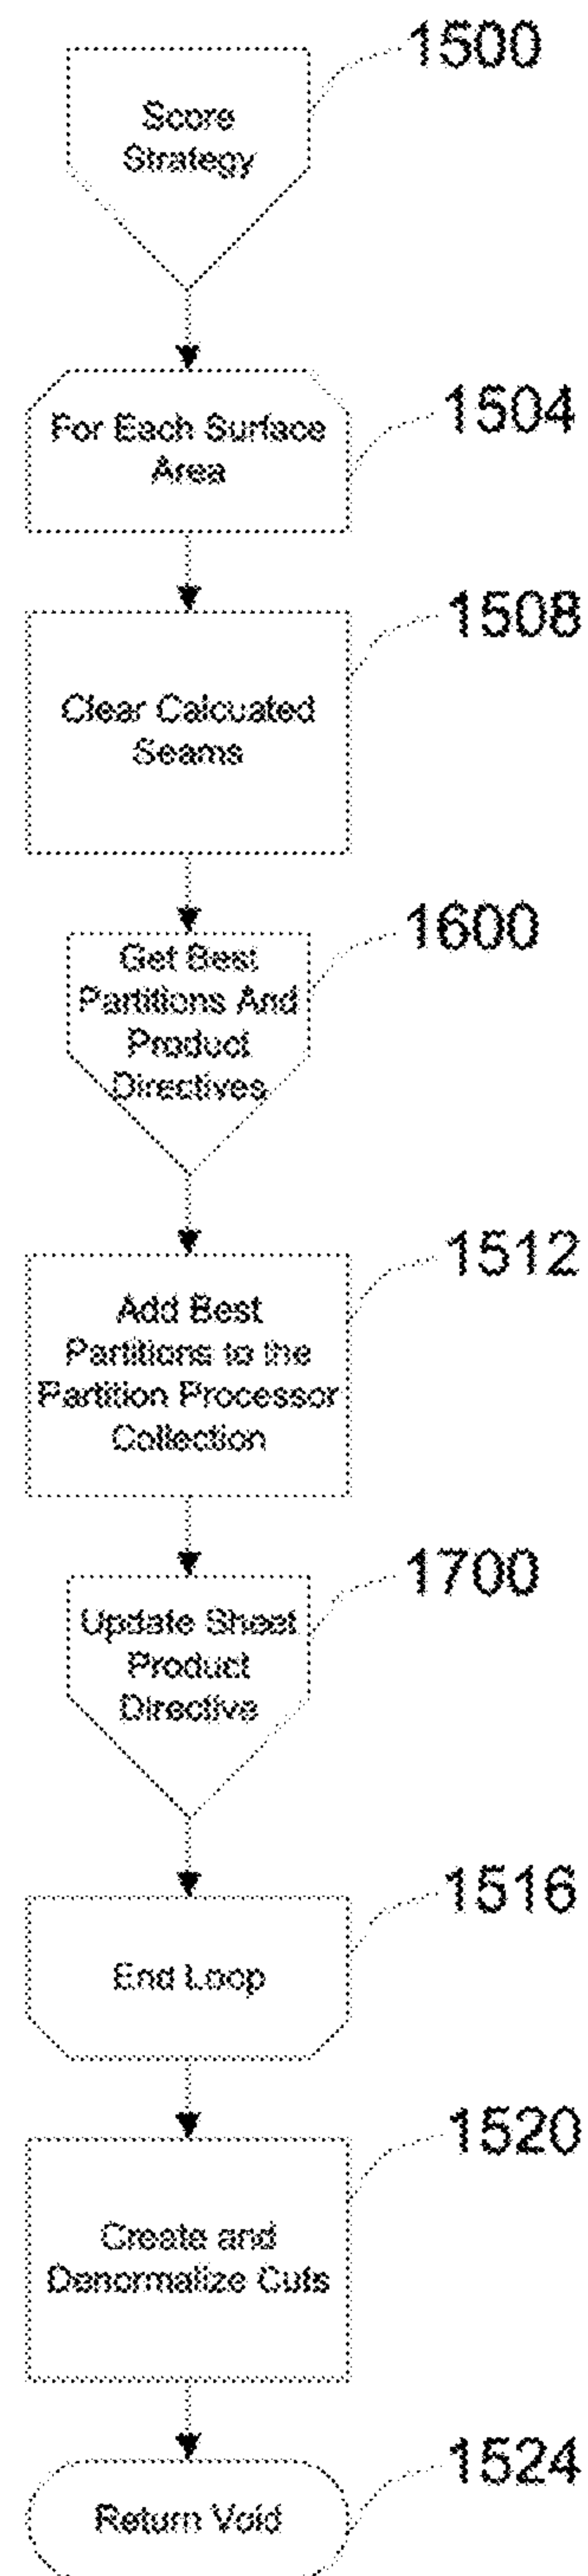 1500
Score
Strategy
1504
For Each Surface
Area
1508
Clear Calcuated
Seams
1600
Get Best
Partitions And
Product
Directives
1512
Add Best
Partitions to the
Partition Processor
Collection
1700
Update Sheet
Product
Directive
1516
End Loop
1520
Create and
Denormalize Cuts
1524
Return Void